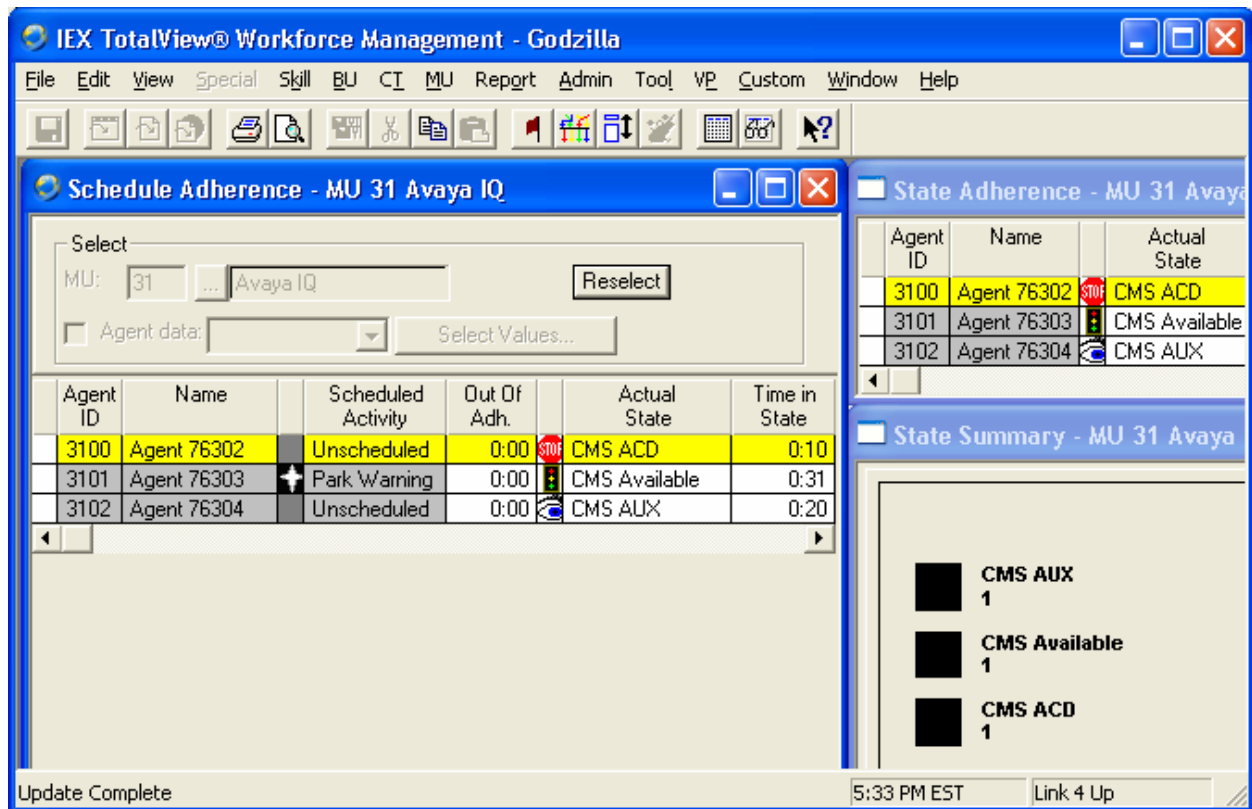 IEX TotalView® Workforce Management - Godzilla
File Edit View Special Skill BU CT MU Report Admin Tool VP Custom Window Help
Schedule Adherence - MU 31 Avaya IQ
Select
MU: 31 ... Avaya IQ Reselect
Agent data: Select Values...
Agent ID Name Scheduled Activity Out Of Adh. Actual State Time in State
3100 Agent 76302 Unscheduled 0:00 STOP CMS ACD 0:10
3101 Agent 76303 Park Warning 0:00 CMS Available 0:31
3102 Agent 76304 Unscheduled 0:00 CMS AUX 0:20
State Adherence - MU 31 Avaya
Agent ID Name Actual State
3100 Agent 76302 STOP CMS ACD
3101 Agent 76303 CMS Available
3102 Agent 76304 CMS AUX
State Summary - MU 31 Avaya
CMS AUX
1
CMS Available
1
CMS ACD
1
Update Complete 5:33 PM EST Link 4 Up